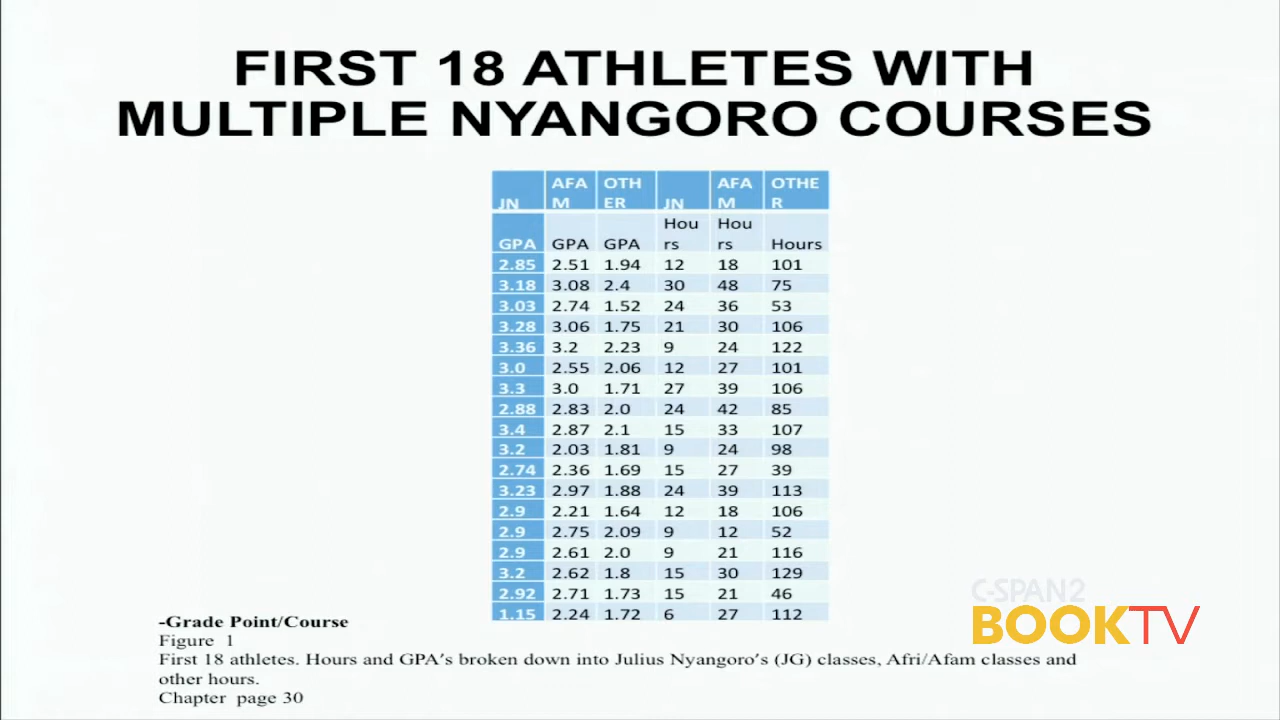 FIRST 18 ATHLETES WITH
MULTIPLE NYANGORO COURSES
JN AFA M OTH ER JN AFA M OTHE R
GPA GPA GPA Hou rs Hou rs Hours
2.85 2.51 1.94 12 18 101
3.18 3.08 2.4 30 48 75
3.03 2.74 1.52 24 36 53
3.28 3.06 1.75 21 30 106
3.36 3.2 2.23 9 24 122
3.0 2.55 2.06 12 27 101
3.3 3.0 1.71 27 39 106
2.88 2.83 2.0 24 42 85
3.4 2.87 2.1 15 33 107
3.2 2.03 1.81 9 24 98
2.74 2.36 1.69 15 27 39
3.23 2.97 1.88 24 39 113
2.9 2.21 1.64 12 18 106
2.9 2.75 2.09 9 12 52
2.9 2.61 2.0 9 21 116
3.2 2.62 1.8 15 30 129
2.92 2.71 1.73 15 21 46
1.15 2.24 1.72 6 27 112
-Grade Point/Course
Figure 1
First 18 athletes. Hours and GPA's broken down into Julius Nyangoro's (JG) classes, Afri/Afam classes and
other hours.
Chapter page 30
C-SPAN2
BOOKTV